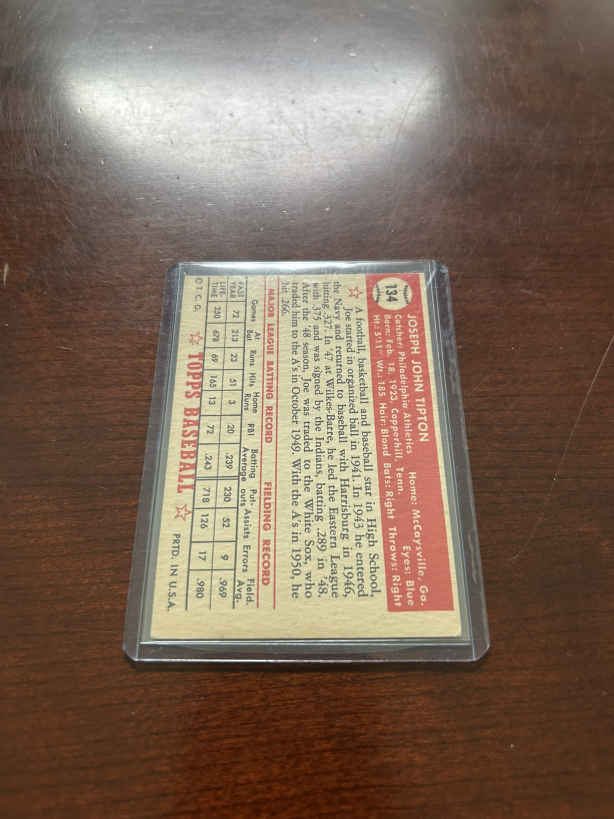 134
JOSEPH JOHN TIPTON
Catcher: Philadelphia Athletics Home: McCaysville, Ga.
Born: Feb. 18, 1923, Copperhill, Tenn. Eyes: Blue
Ht.: 5'11" Wt.: 185 Hair: Blond Bats: Right Throws: Right
A football, basketball and baseball star in High School,
Joe started in organized ball in 1941. In 1943 he entered
the Navy and returned to baseball with Harrisburg in 1946,
hitting .327. In '47 at Wilkes-Barre, he led the Eastern League
with .375 and was signed by the Indians, batting .289 in '48.
After the '48 season, Joe was traded to the White Sox, who
traded him to the A's in October 1949. With the A's in 1950, he
hit .266.
MAJOR LEAGUE BATTING RECORD FIELDING RECORD
Games At Bat Runs Hits Home Runs RBI Batting Average Put-outs Assists Errors Field. Avg.
PAST YEAR 72 213 23 51 3 20 .239 230 52 9 .969
LIFE-TIME 230 678 69 165 13 72 .243 718 126 17 .980
© T.C.G. TOPPS BASEBALL PRTD. IN U.S.A.